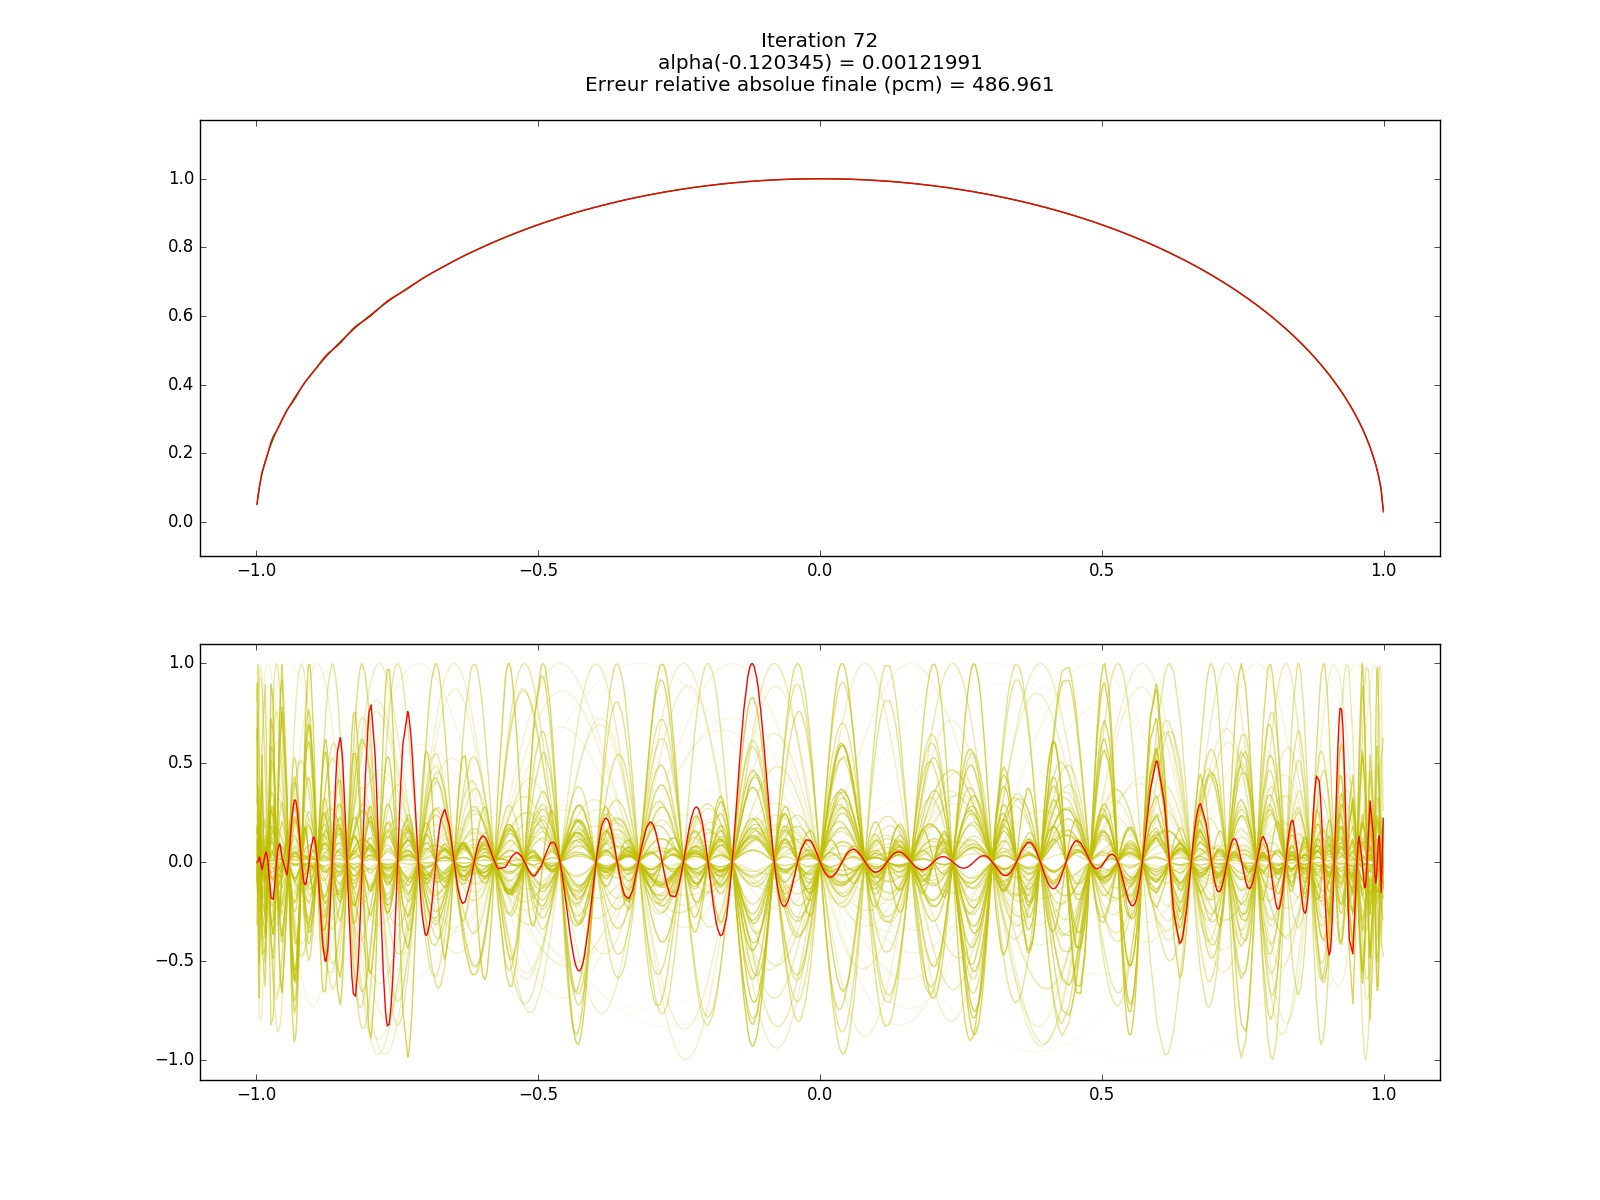 Iteration 72
alpha(-0.120345) = 0.00121991
Erreur relative absolue finale (pcm) = 486.961
1.0
0.8
0.6
0.4
0.2
0.0
−1.0 −0.5 0.0 0.5 1.0
1.0
0.5
0.0
−0.5
−1.0
−1.0 −0.5 0.0 0.5 1.0